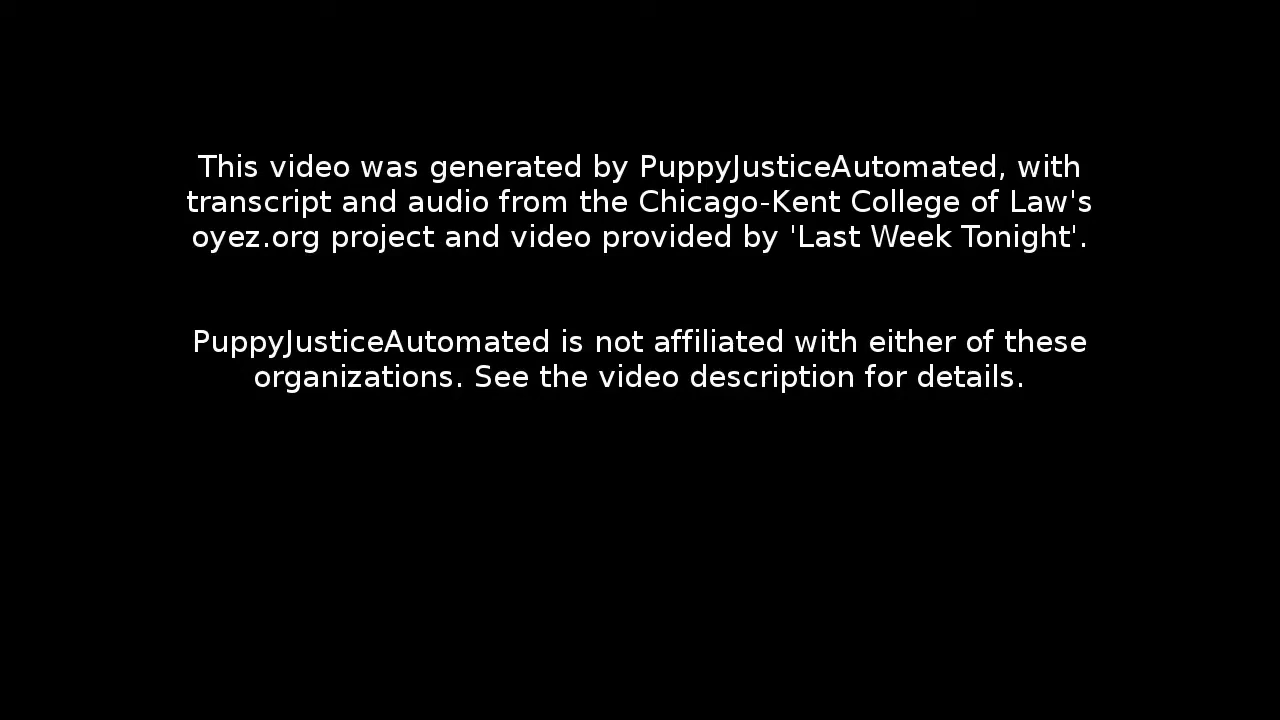 This video was generated by PuppyJusticeAutomated, with
transcript and audio from the Chicago-Kent College of Law's
oyez.org project and video provided by 'Last Week Tonight'.
PuppyJusticeAutomated is not affiliated with either of these
organizations. See the video description for details.